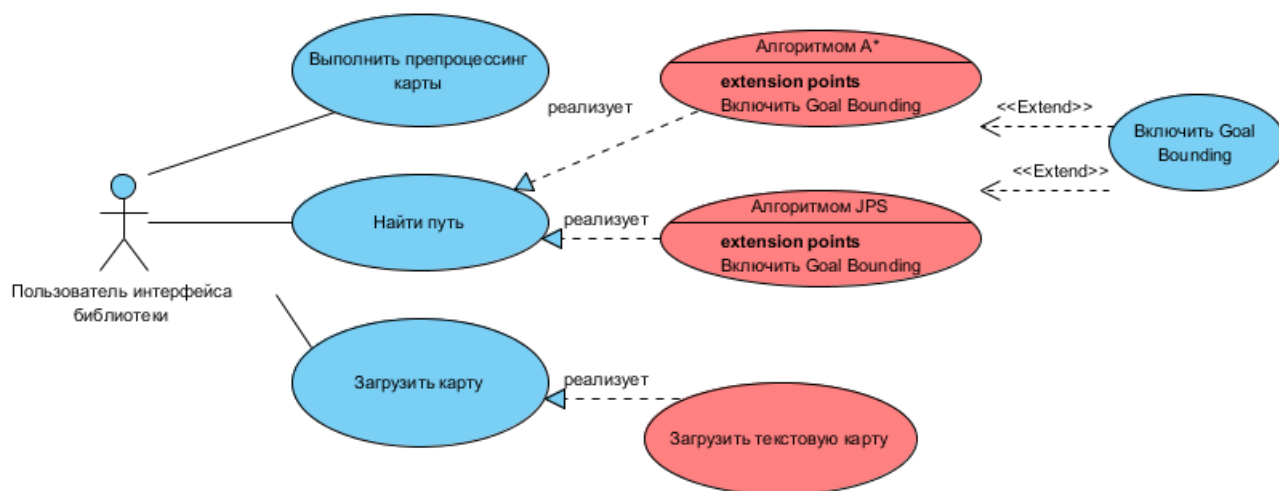 Выполнить препроцессинг
карты
реализует
Алгоритмом A*
extension points
Включить Goal Bounding
<<Extend>>
Включить Goal
Bounding
<<Extend>>
Найти путь
реализует
Алгоритмом JPS
extension points
Включить Goal Bounding
Пользователь интерфейса
библиотеки
Загрузить карту
реализует
Загрузить текстовую карту